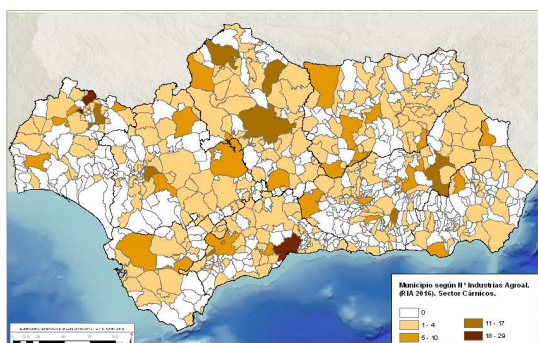 Municipio según Nº Industrias Agroal.
(RIA 2016). Sector Cárnicos.
0
1 - 4
5 - 10
11 - 17
18 - 29